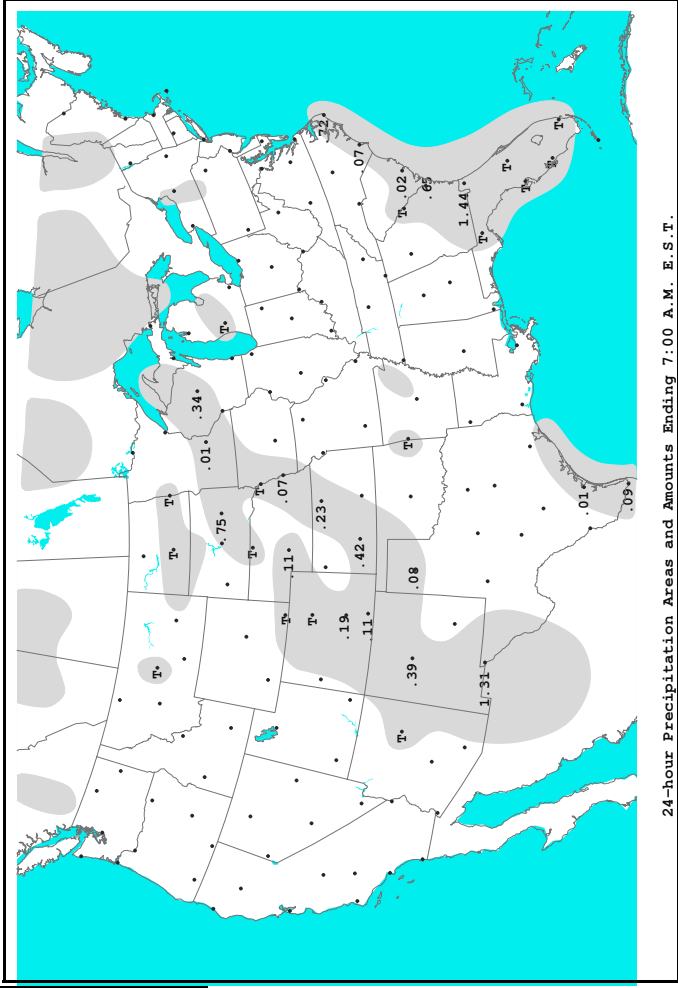 T
T
T
.34
.01
.75
T
T
T
.07
T
.11
T
.23
.72
.19
.07
.42
.11
T
.02
T
T
.39
.08
1.44
T
1.31
T
T
T
T
.01
.09
24-hour Precipitation Areas and Amounts Ending 7:00 A.M. E.S.T.